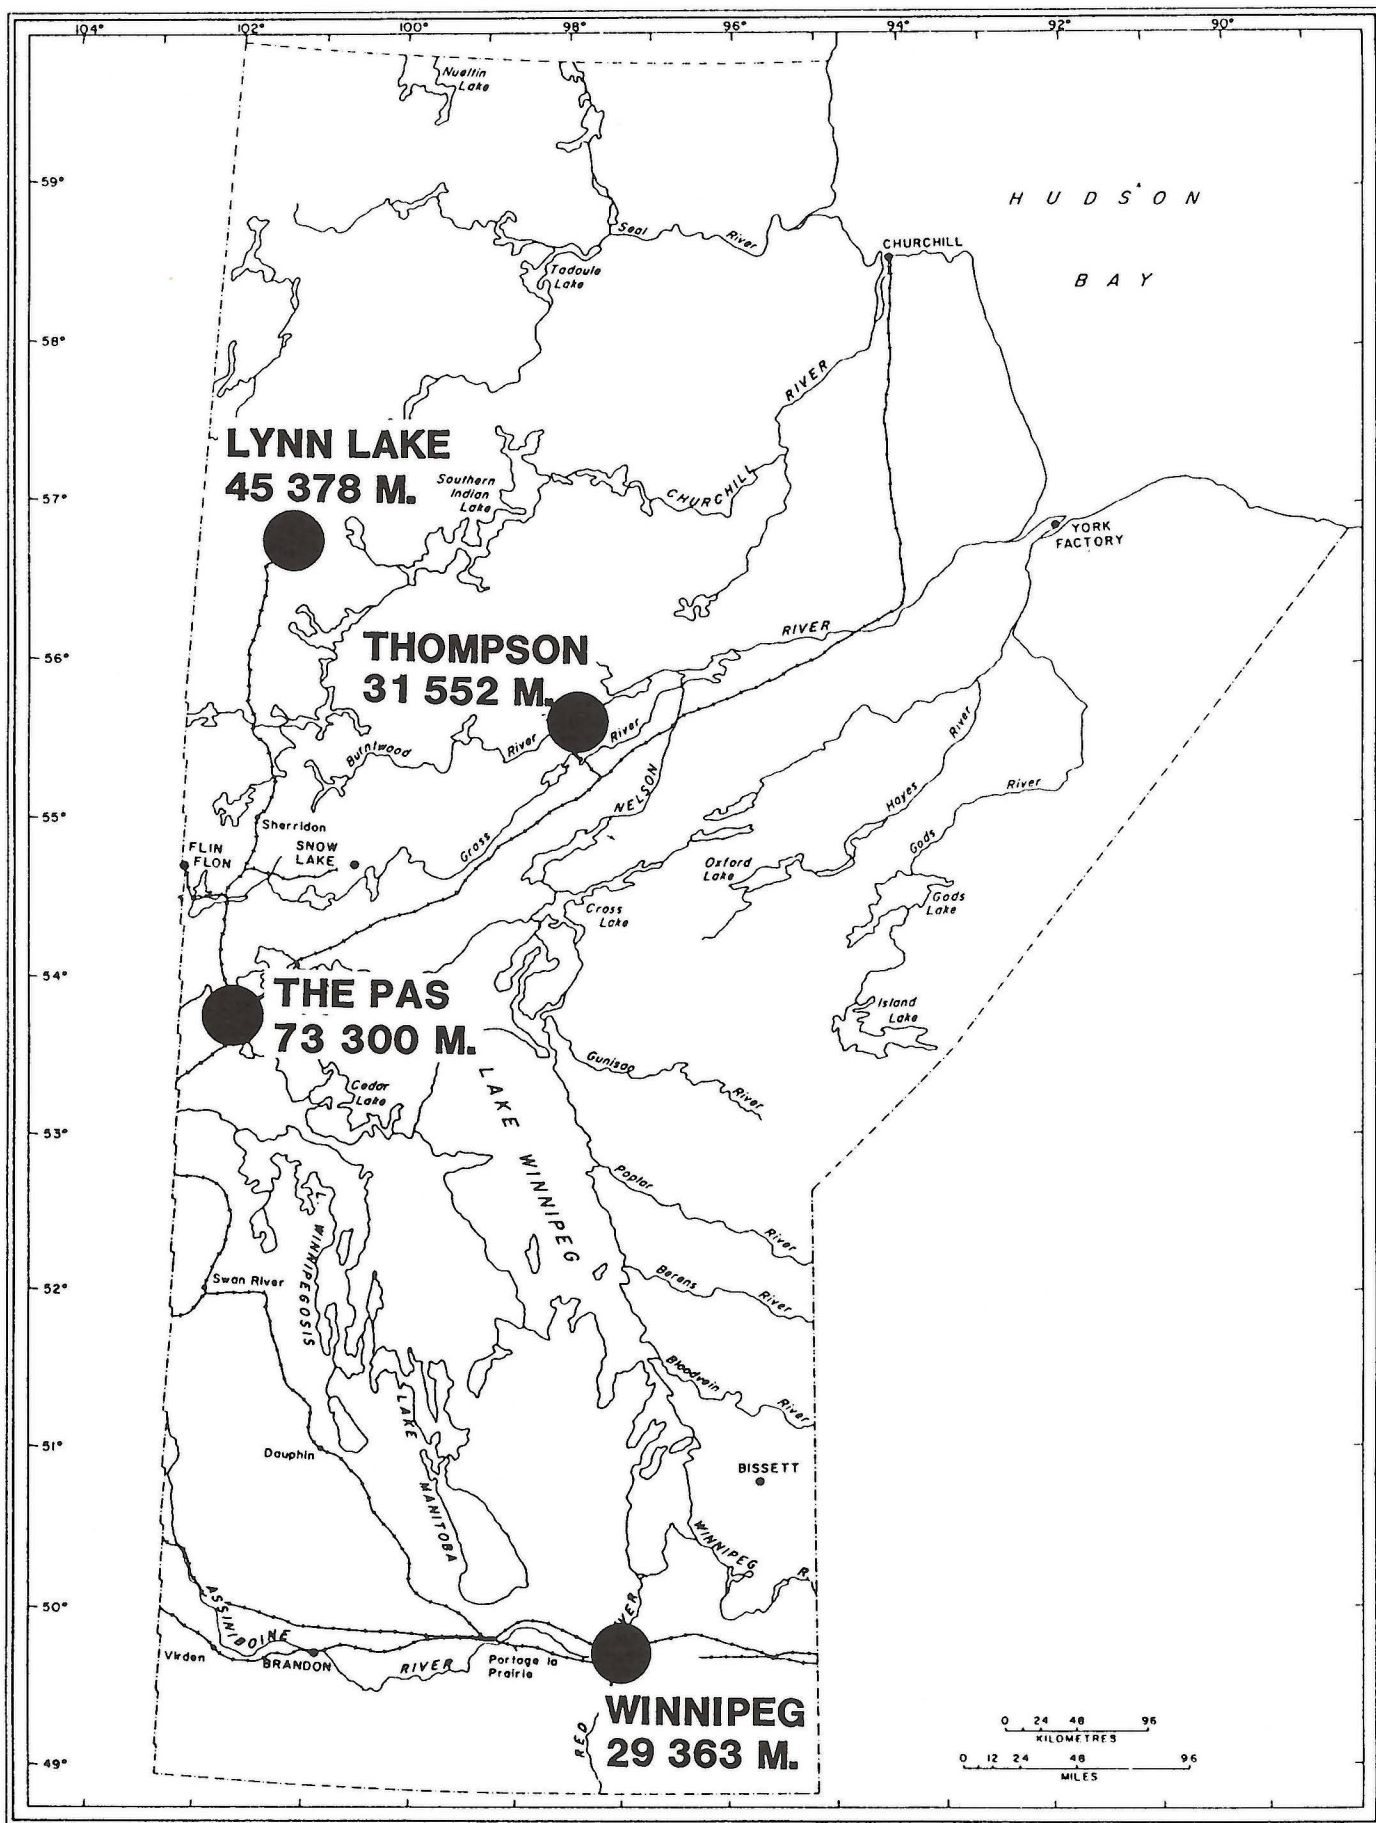 104° 102° 100° 98° 96° 94° 92° 90°
Nueltin
Lake
59°
HUDSON
BAY
Seal River
CHURCHILL
Tadoule
Lake
58°
RIVER
LYNN LAKE
45 378 M.
Southern
Indian
Lake
CHURCHILL
57°
YORK
FACTORY
RIVER
THOMPSON
31 552 M.
56°
River
River
River
Burntwood
NELSON
Hayes
River
55°
Sherridon
FLIN
FLON
SNOW
LAKE
Grass
Gods
Oxford
Lake
Gods
Lake
Cross
Lake
54°
THE PAS
73 300 M.
Island
Lake
Gunisao
River
Cedar
Lake
LAKE WINNIPEG
53°
Poplar
River
L. WINNIPEGOSIS
52°
Swan River
Berens
River
Bloodvein
River
LAKE MANITOBA
51°
Dauphin
BISSETT
WINNIPEG
R.
50°
ASSINIBOINE
RIVER
VER
Virden
BRANDON
Portage la
Prairie
WINNIPEG
29 363 M.
RED
49°
0 24 48 96
KILOMETRES
0 12 24 48 96
MILES